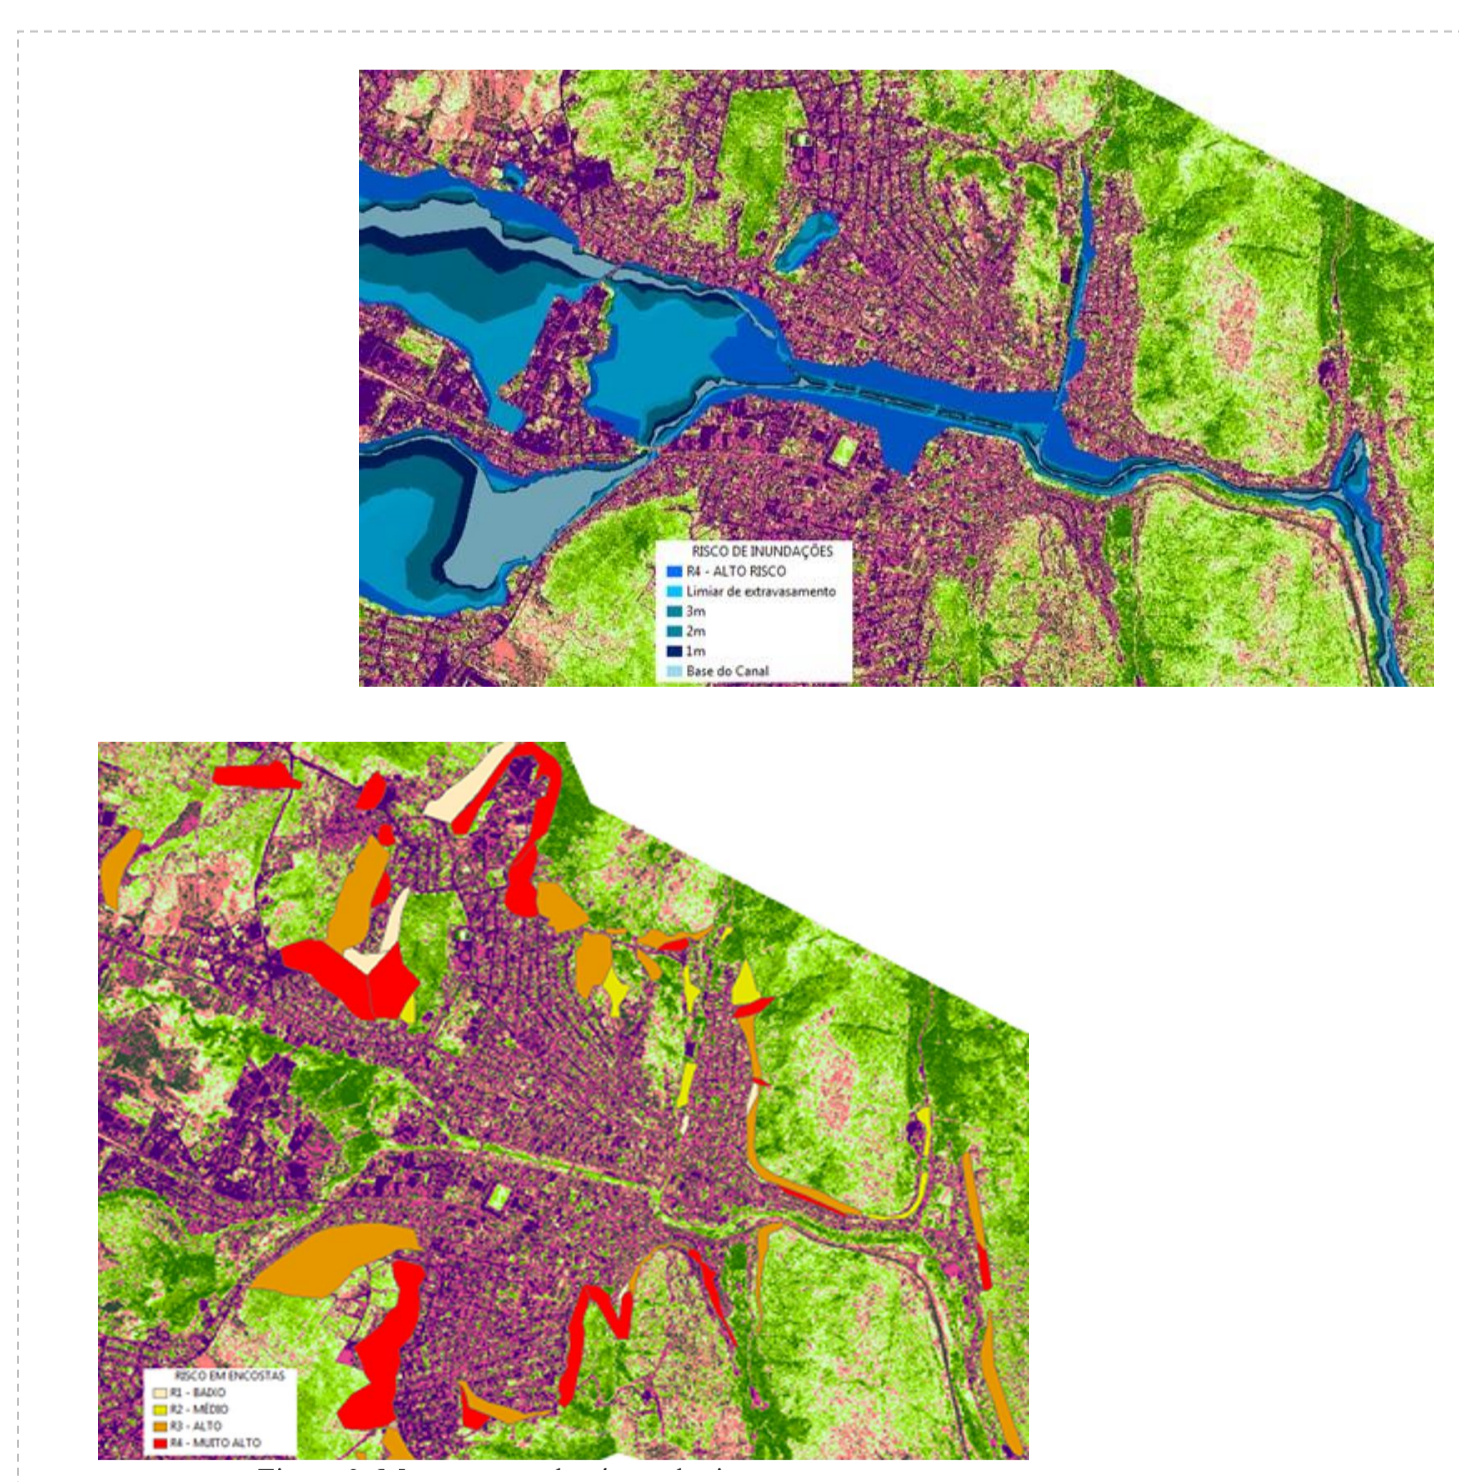 RISCO DE INUNDAÇÕES
R4 - ALTO RISCO
Limiar de extravasamento
3m
2m
1m
Base do Canal
RISCO EM ENCOSTAS
R1 - BAIXO
R2 - MÉDIO
R3 - ALTO
R4 - MUITO ALTO